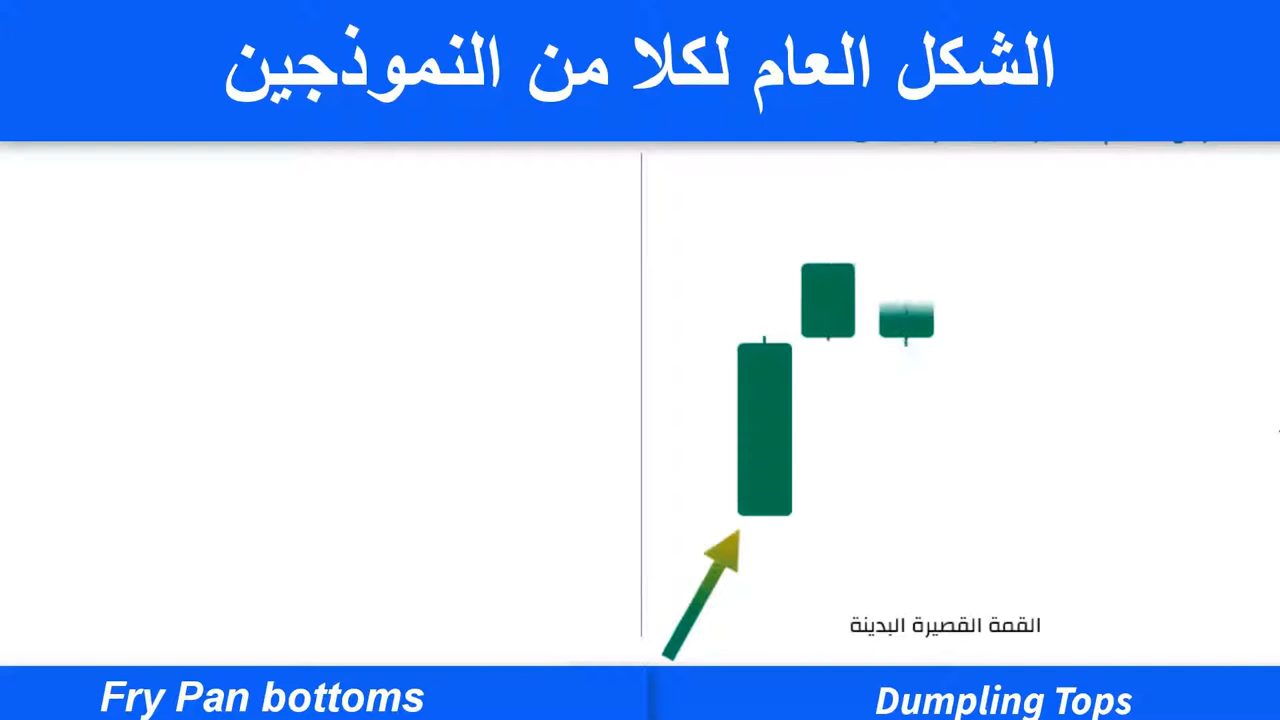 الشكل العام لكلا من النموذجين
القمة القصيرة البدينة
Fry Pan bottoms
Dumpling Tops